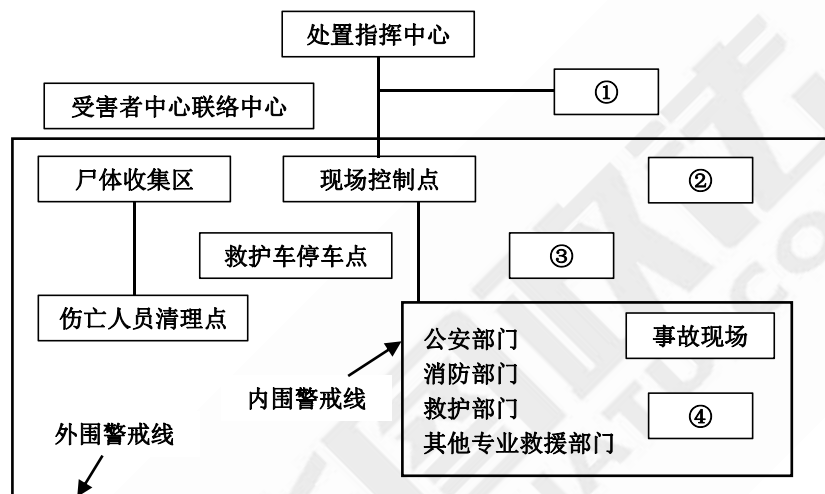 处置指挥中心
①
受害者中心联络中心
尸体收集区
现场控制点
②
救护车停车点
③
伤亡人员清理点
公安部门
事故现场
消防部门
内围警戒线
救护部门
④
外围警戒线
其他专业救援部门